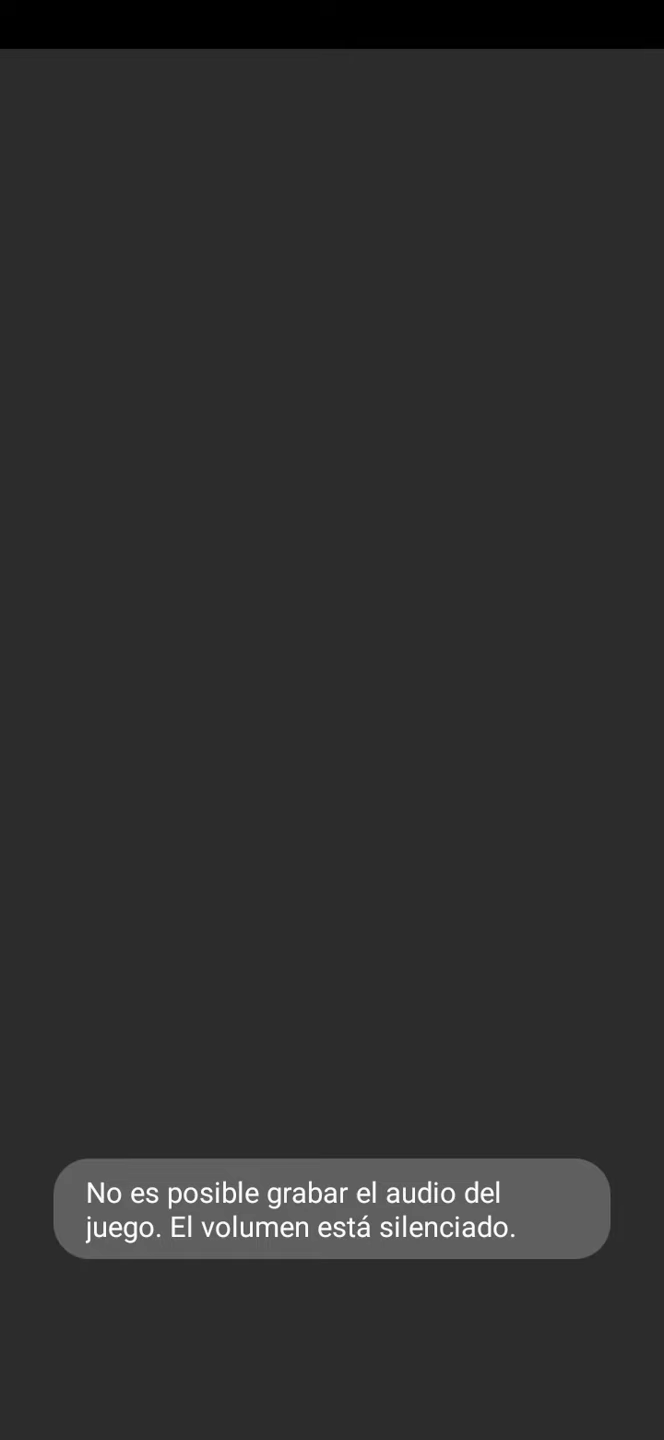 No es posible grabar el audio del
juego. El volumen está silenciado.